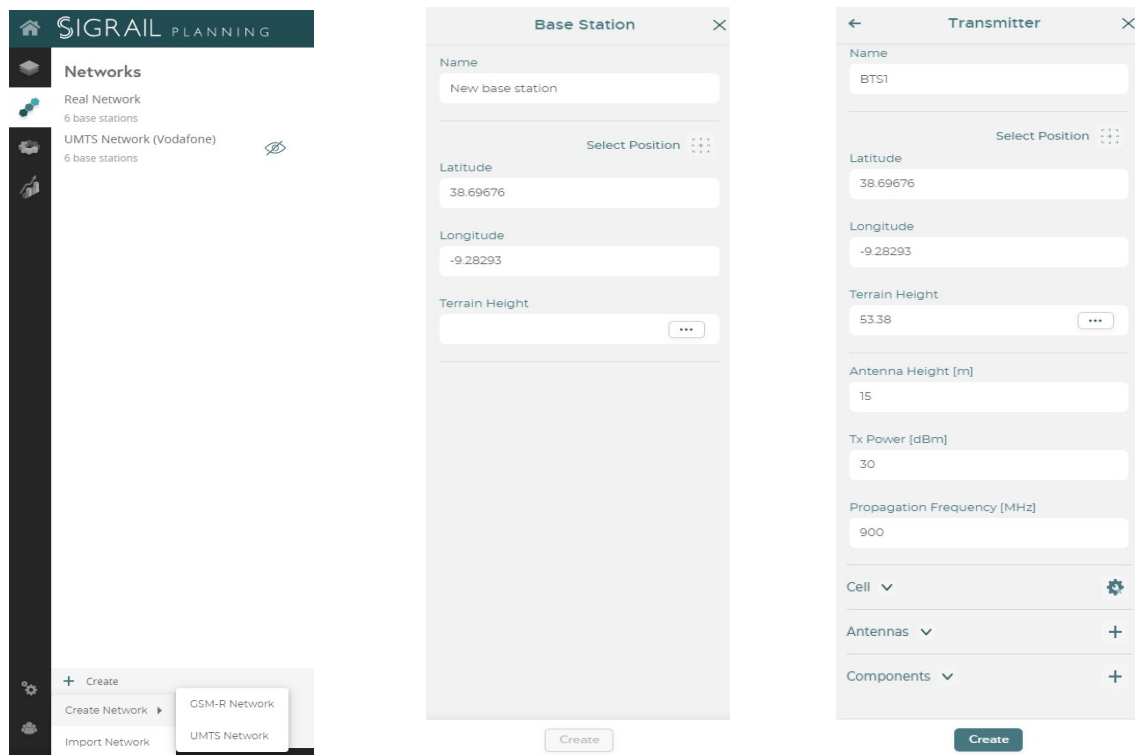 SIGRAIL PLANNING
Networks
Real Network
6 base stations
UMTS Network (Vodafone)
6 base stations
+ Create
Create Network
GSM-R Network
UMTS Network
Import Network
Base Station
Name
New base station
Select Position
Latitude
38.69676
Longitude
-9.28293
Terrain Height
...
Create
Transmitter
Name
BTS1
Select Position
Latitude
38.69676
Longitude
-9.28293
Terrain Height
53.38
...
Antenna Height [m]
15
Tx Power [dBm]
30
Propagation Frequency [MHz]
900
Cell
Antennas
+
Components
+
Create